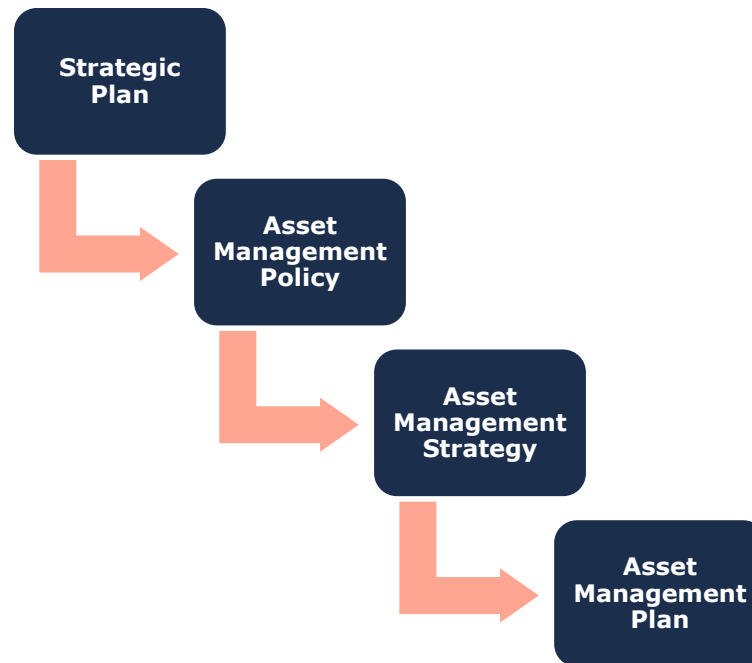 Strategic
Plan
Asset
Management
Policy
Asset
Management
Strategy
Asset
Management
Plan